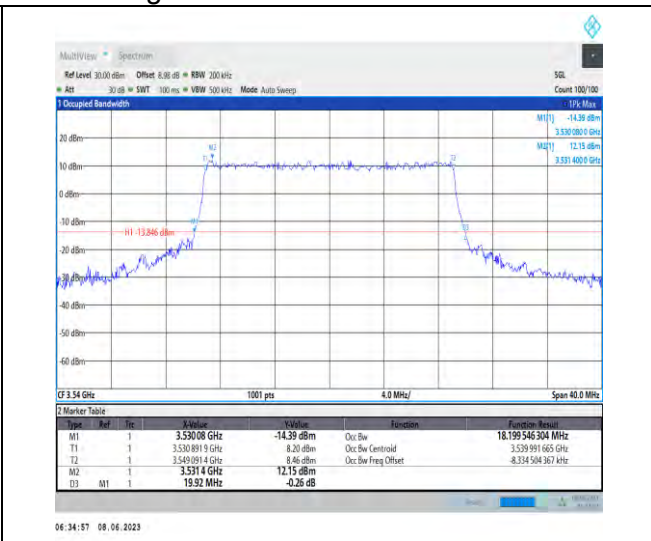 MultiView Spectrum
Ref Level 30.00 dBm Offset 8.98 dB RBW 200 kHz SGL
Att 30 dB SWT 100 ms VBW 500 kHz Mode Auto Sweep Count 100/100
1 Occupied Bandwidth 1Pk Max
M1[1] -14.39 dBm
3.530 080 0 GHz
M2[1] 12.15 dBm
3.531 400 0 GHz
20 dBm
M2
T1
T2
10 dBm
0 dBm
-10 dBm
M1
H1 -13.846 dBm
D3
-20 dBm
-30 dBm
-40 dBm
-50 dBm
-60 dBm
CF 3.54 GHz 1001 pts 4.0 MHz/ Span 40.0 MHz
2 Marker Table
Type Ref Trc X-Value Y-Value Function Function Result
M1 1 3.530 08 GHz -14.39 dBm Occ Bw 18.199 546 304 MHz
T1 1 3.530 891 9 GHz 8.20 dBm Occ Bw Centroid 3.539 991 665 GHz
T2 1 3.549 091 4 GHz 8.46 dBm Occ Bw Freq Offset -8.334 504 367 kHz
M2 1 3.531 4 GHz 12.15 dBm
D3 M1 1 19.92 MHz -0.26 dB
06:34:57 08.06.2023